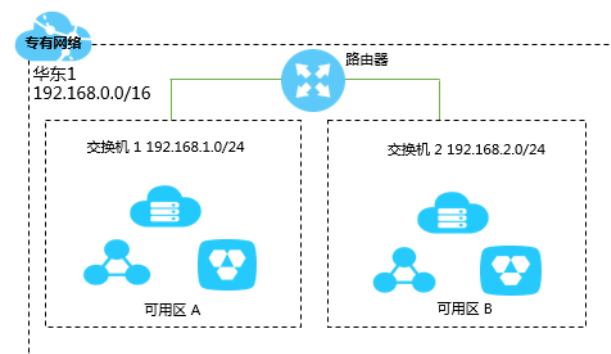 专有网络
路由器
华东1
192.168.0.0/16
交换机 1 192.168.1.0/24
交换机 2 192.168.2.0/24
可用区 A
可用区 B